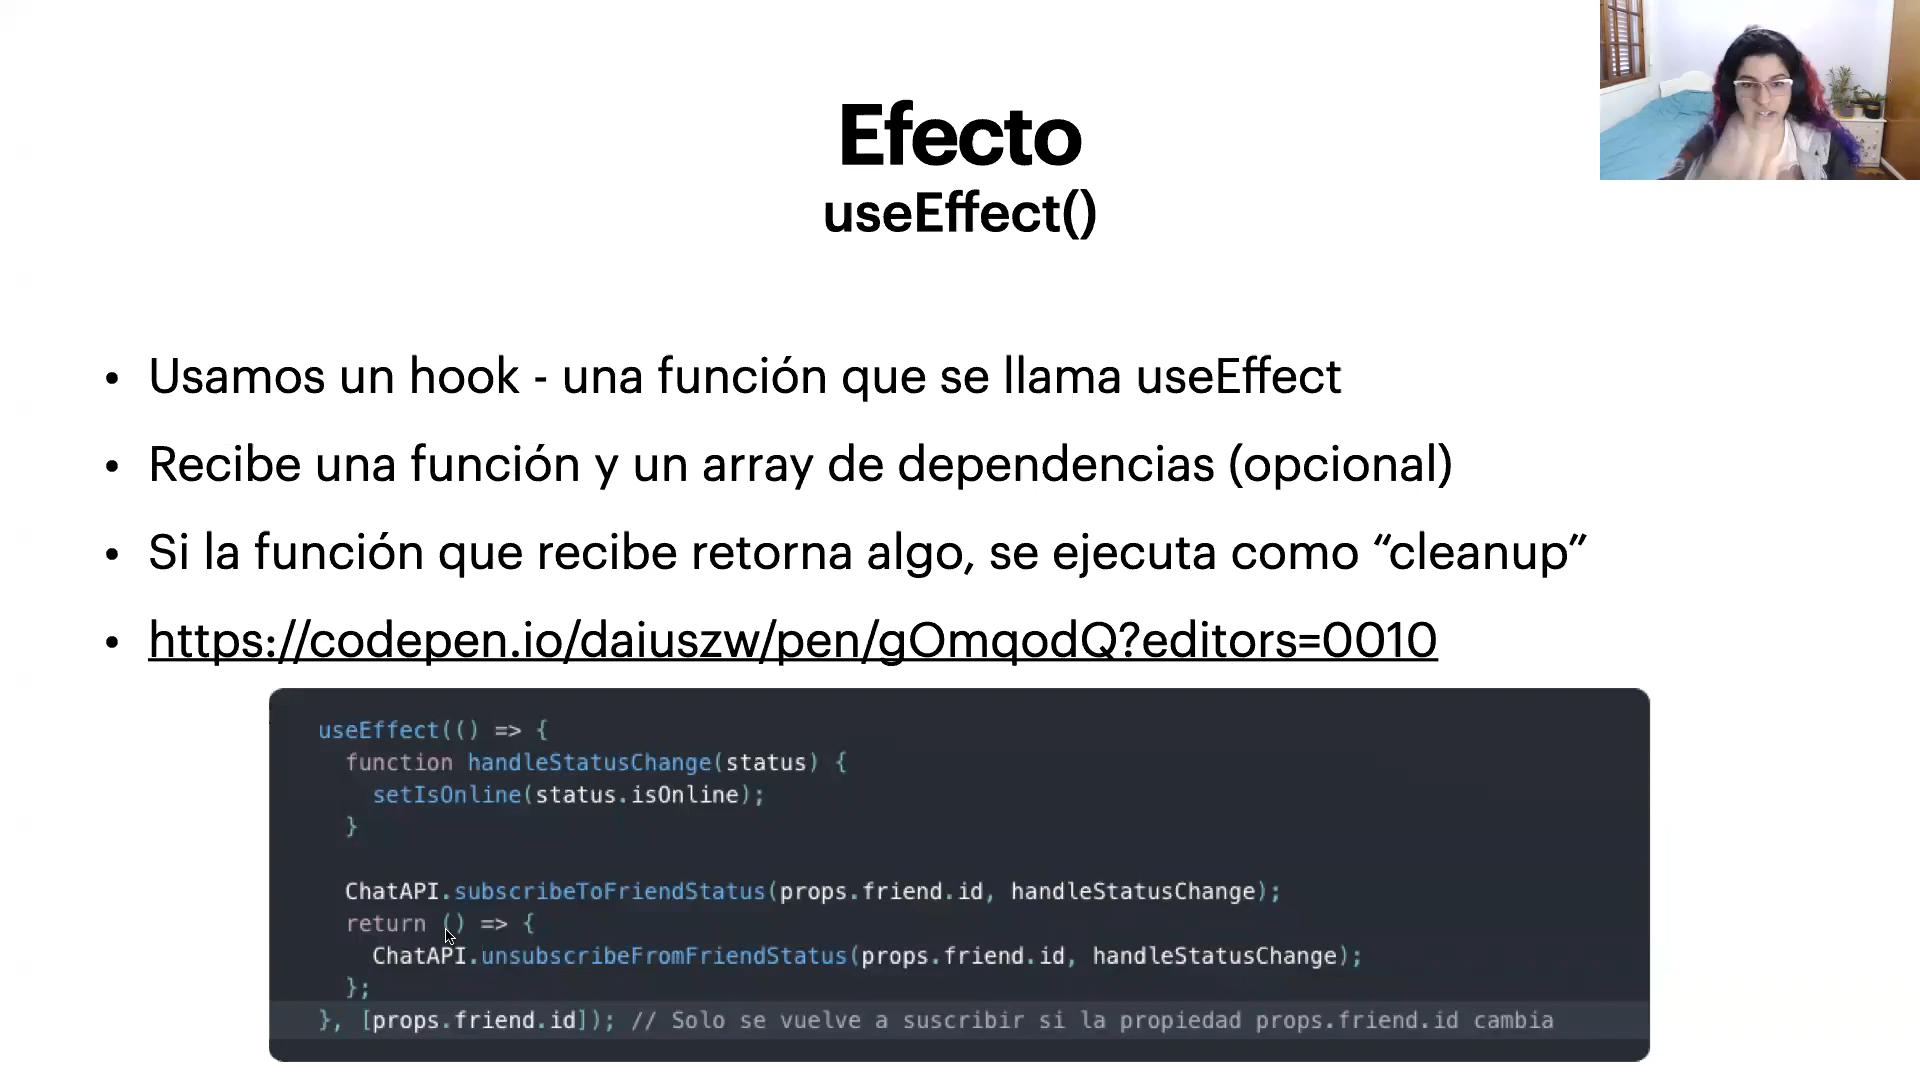 Efecto
useEffect()
• Usamos un hook - una función que se llama useEffect
• Recibe una función y un array de dependencias (opcional)
• Si la función que recibe retorna algo, se ejecuta como “cleanup”
• https://codepen.io/daiuszw/pen/gOmqodQ?editors=0010
useEffect(() => {
  function handleStatusChange(status) {
    setIsOnline(status.isOnline);
  }
  ChatAPI.subscribeToFriendStatus(props.friend.id, handleStatusChange);
  return () => {
    ChatAPI.unsubscribeFromFriendStatus(props.friend.id, handleStatusChange);
  };
}, [props.friend.id]); // Solo se vuelve a suscribir si la propiedad props.friend.id cambia